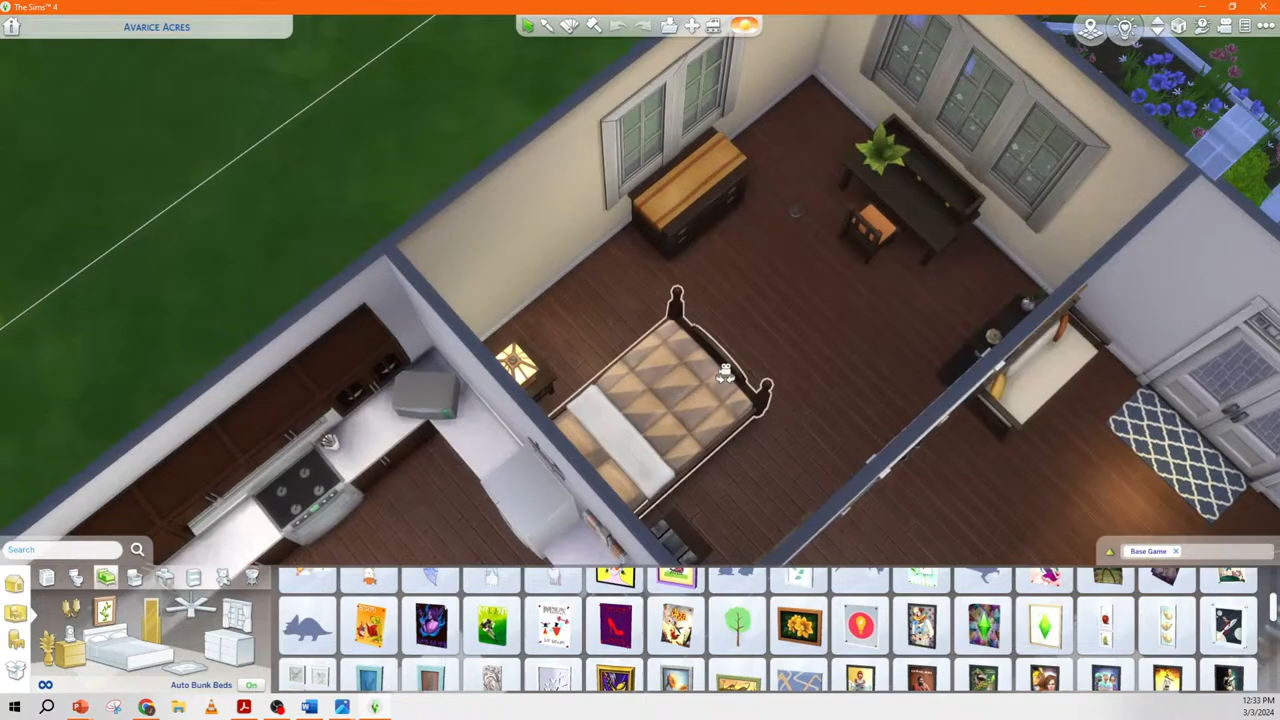 The Sims™ 4
AVARICE ACRES
Search
Base Game
Auto Bunk Beds
On
12:33 PM
3/3/2024